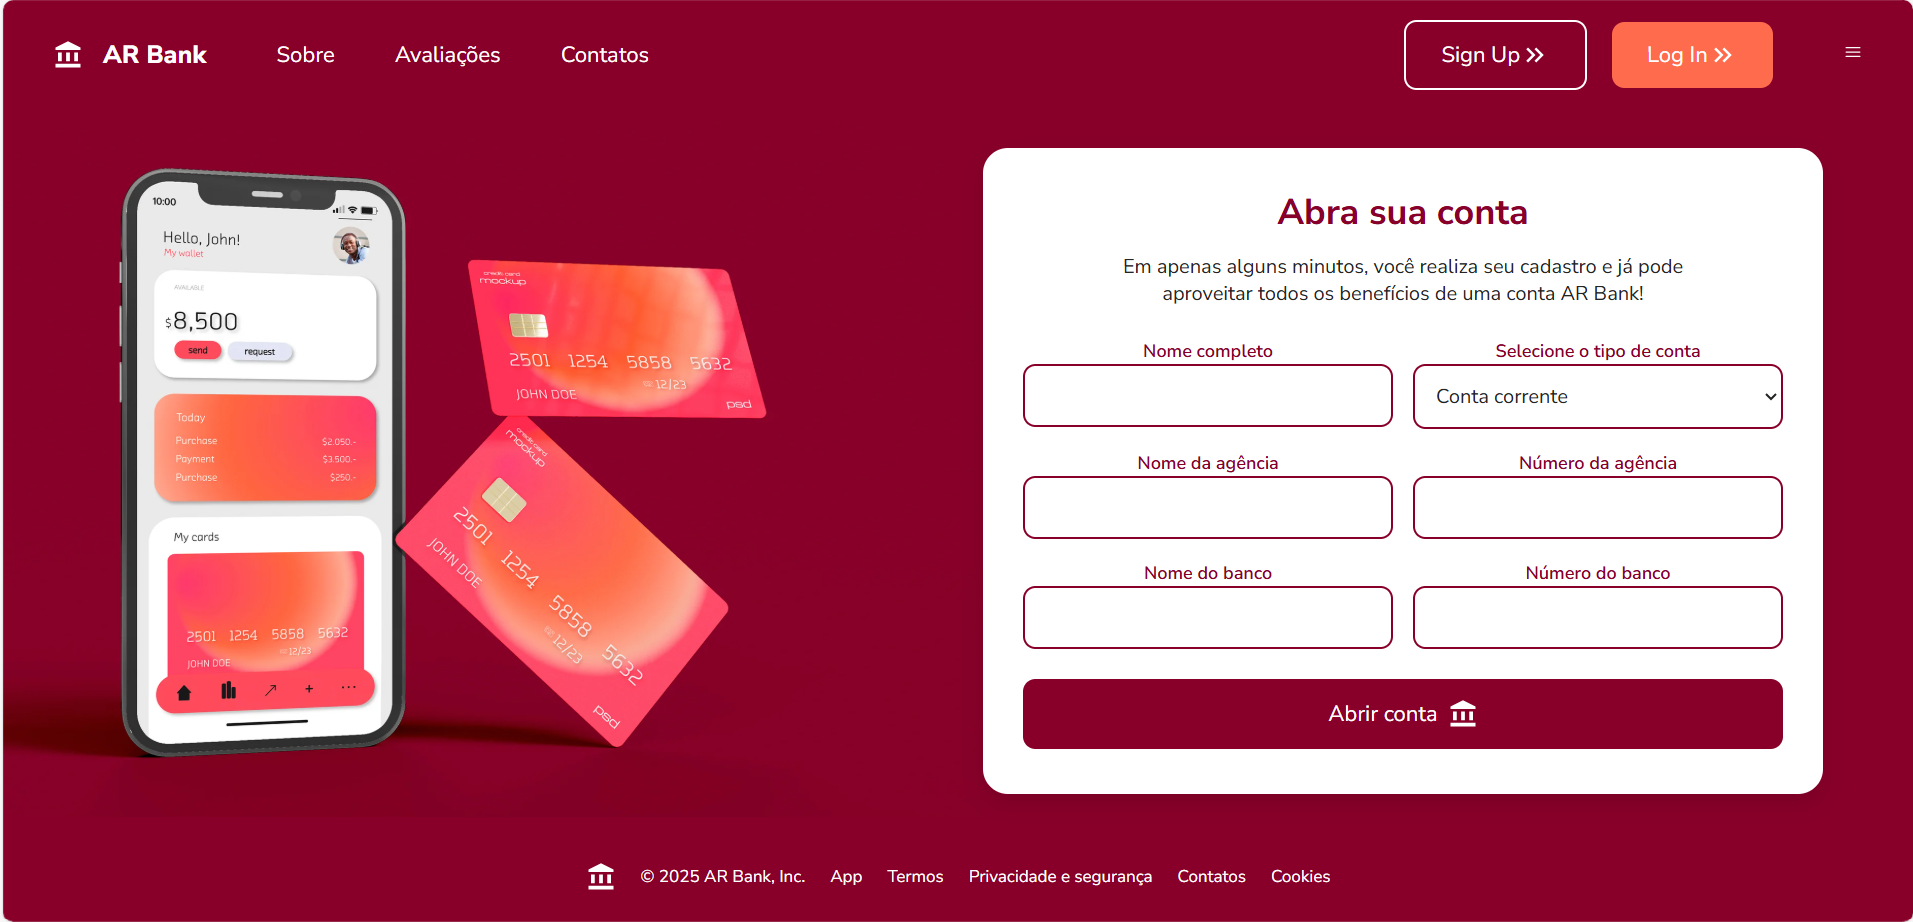 AR Bank
Sobre
Avaliações
Contatos
Sign Up
Log In
10:00
Hello, John!
My wallet
AVAILABLE
$8,500
send
request
Today
Purchase $2.050.-
Payment $3.500.-
Purchase $250.-
My cards
2501 1254 5858 5632
12/23
JOHN DOE
credit card
mockup
2501 1254 5858 5632
12/23
JOHN DOE
psd
credit card
mockup
2501 1254 5858 5632
12/23
JOHN DOE
psd
Abra sua conta
Em apenas alguns minutos, você realiza seu cadastro e já pode
aproveitar todos os benefícios de uma conta AR Bank!
Nome completo
Selecione o tipo de conta
Conta corrente
Nome da agência
Número da agência
Nome do banco
Número do banco
Abrir conta
© 2025 AR Bank, Inc.
App
Termos
Privacidade e segurança
Contatos
Cookies